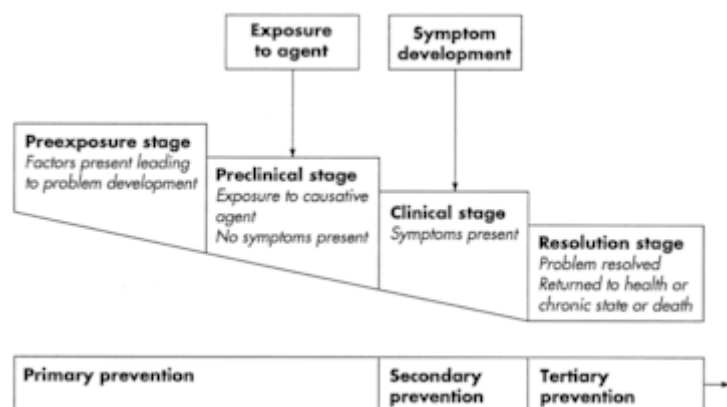 Exposure
to agent
Symptom
development
Preexposure stage
Factors present leading
to problem development
Preclinical stage
Exposure to causative
agent
No symptoms present
Clinical stage
Symptoms present
Resolution stage
Problem resolved
Returned to health or
chronic state or death
Primary prevention
Secondary
prevention
Tertiary
prevention